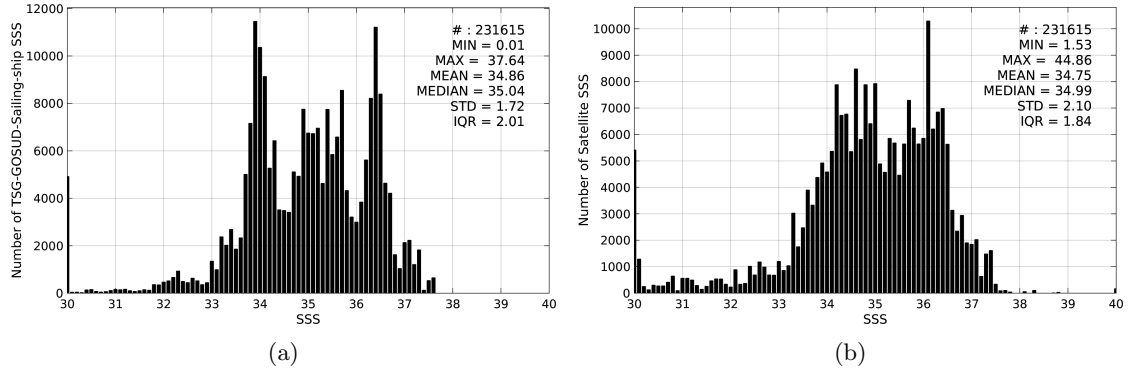 12000
10000
8000
6000
4000
2000
0
Number of TSG-GOSUD-Sailing-ship SSS
# : 231615
MIN = 0.01
MAX = 37.64
MEAN = 34.86
MEDIAN = 35.04
STD = 1.72
IQR = 2.01
30 31 32 33 34 35 36 37 38 39 40
SSS
(a)
10000
9000
8000
7000
6000
5000
4000
3000
2000
1000
0
Number of Satellite SSS
# : 231615
MIN = 1.53
MAX = 44.86
MEAN = 34.75
MEDIAN = 34.99
STD = 2.10
IQR = 1.84
30 31 32 33 34 35 36 37 38 39 40
SSS
(b)